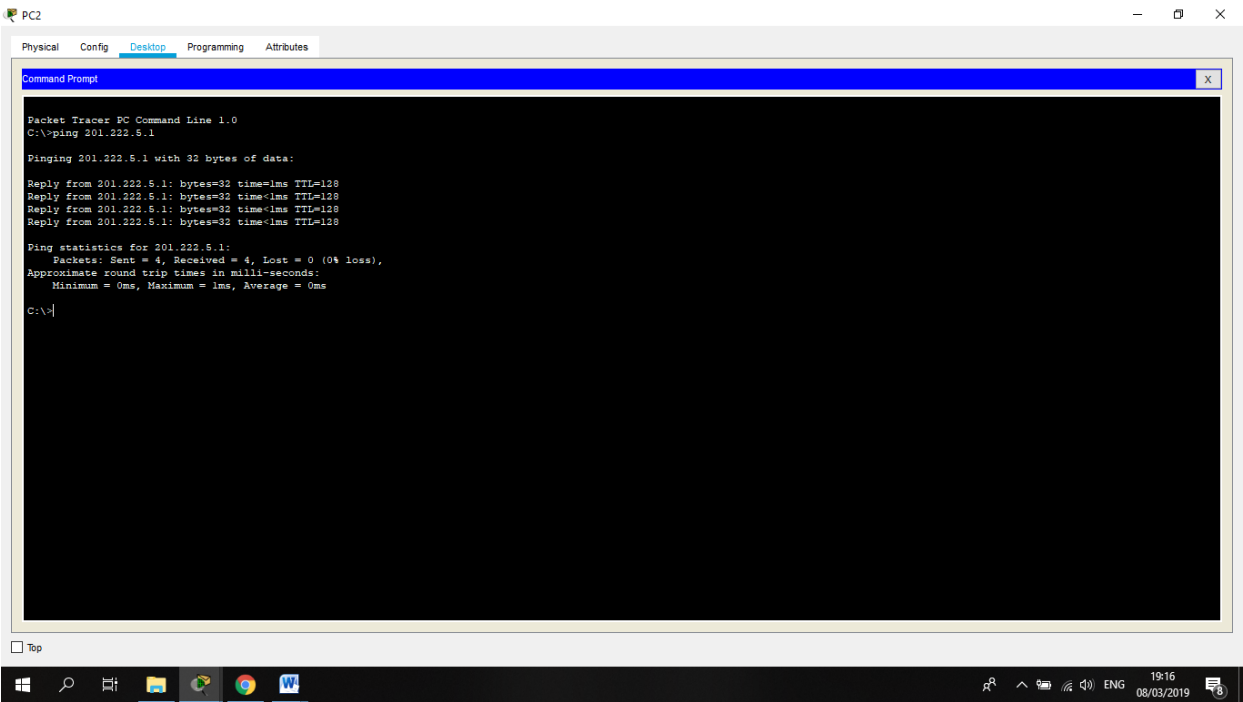 PC2
Physical Config Desktop Programming Attributes
Command Prompt
X
Packet Tracer PC Command Line 1.0
C:\>ping 201.222.5.1
Pinging 201.222.5.1 with 32 bytes of data:
Reply from 201.222.5.1: bytes=32 time=1ms TTL=128
Reply from 201.222.5.1: bytes=32 time<1ms TTL=128
Reply from 201.222.5.1: bytes=32 time<1ms TTL=128
Reply from 201.222.5.1: bytes=32 time<1ms TTL=128
Ping statistics for 201.222.5.1:
Packets: Sent = 4, Received = 4, Lost = 0 (0% loss),
Approximate round trip times in milli-seconds:
Minimum = 0ms, Maximum = 1ms, Average = 0ms
C:\>
Top
W
ENG
19:16
08/03/2019
8